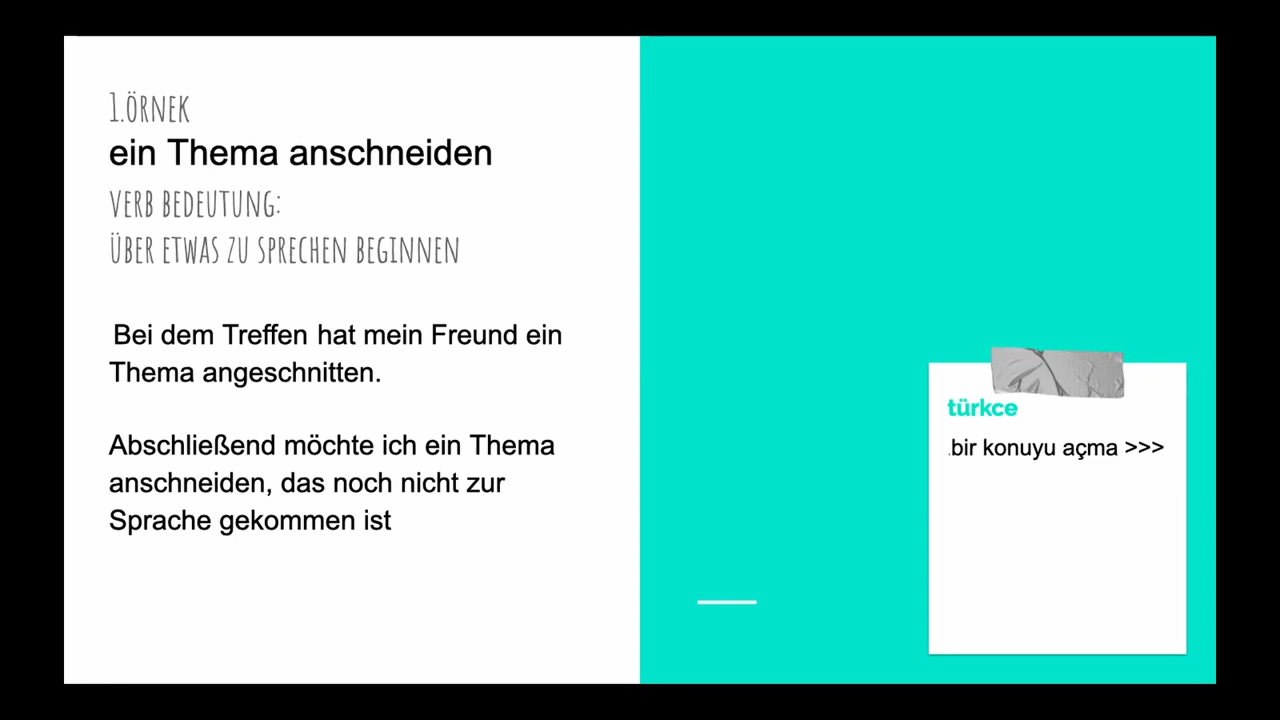 1.ÖRNEK
ein Thema anschneiden
VERB BEDEUTUNG:
ÜBER ETWAS ZU SPRECHEN BEGINNEN
Bei dem Treffen hat mein Freund ein
Thema angeschnitten.
Abschließend möchte ich ein Thema
anschneiden, das noch nicht zur
Sprache gekommen ist
türkce
.bir konuyu açma >>>